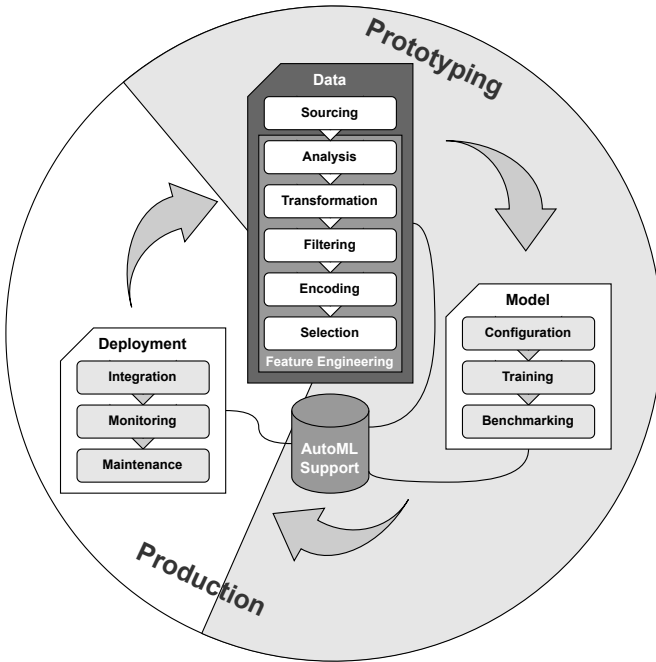 Prototyping
Data
Sourcing
Analysis
Transformation
Filtering
Encoding
Selection
Feature Engineering
Model
Configuration
Training
Benchmarking
Deployment
Integration
Monitoring
Maintenance
AutoML
Support
Production